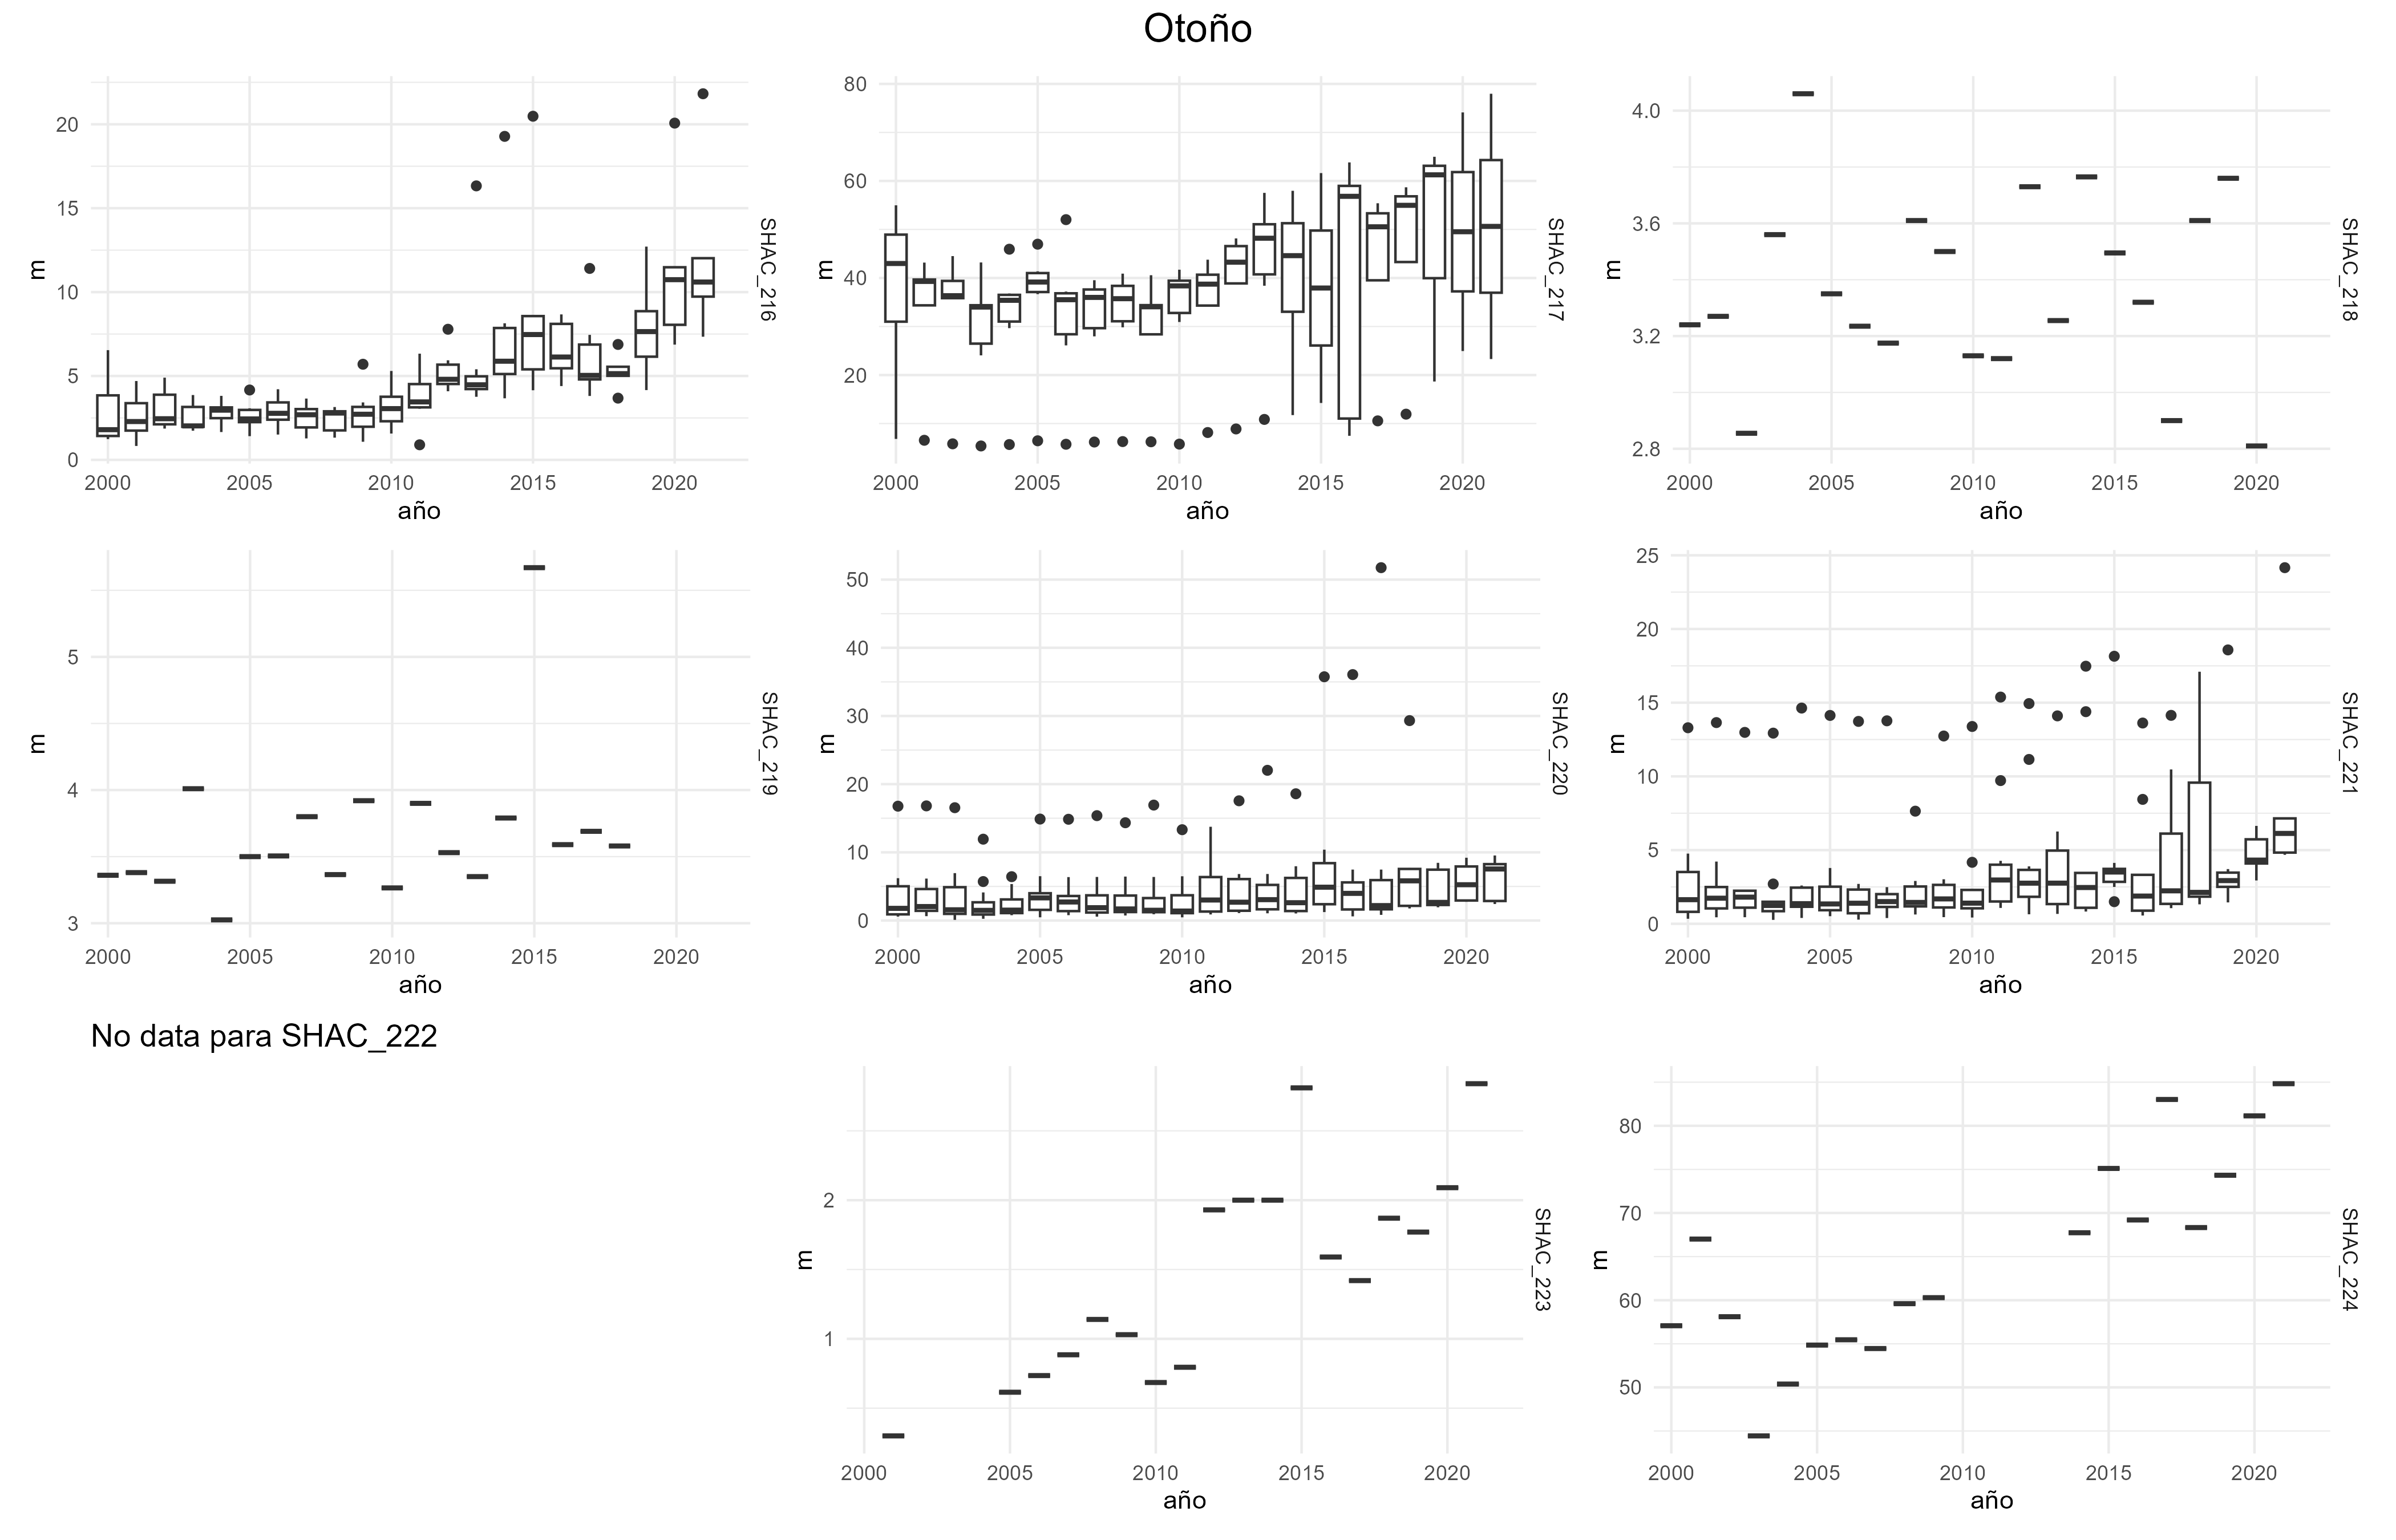 Otoño
20
15
10
5
0
m
2000 2005 2010 2015 2020
año
SHAC_216
80
60
40
20
m
2000 2005 2010 2015 2020
año
SHAC_217
4.0
3.6
3.2
2.8
m
2000 2005 2010 2015 2020
año
SHAC_218
5
4
3
m
2000 2005 2010 2015 2020
año
SHAC_219
50
40
30
20
10
0
m
2000 2005 2010 2015 2020
año
SHAC_220
25
20
15
10
5
0
m
2000 2005 2010 2015 2020
año
SHAC_221
No data para SHAC_222
2
1
m
2000 2005 2010 2015 2020
año
SHAC_223
80
70
60
50
m
2000 2005 2010 2015 2020
año
SHAC_224